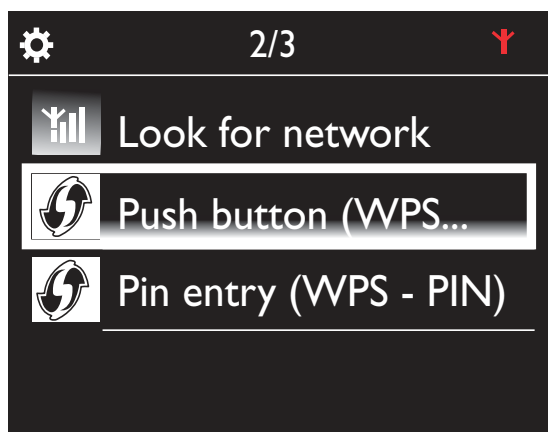 2/3
Look for network
Push button (WPS...
Pin entry (WPS - PIN)